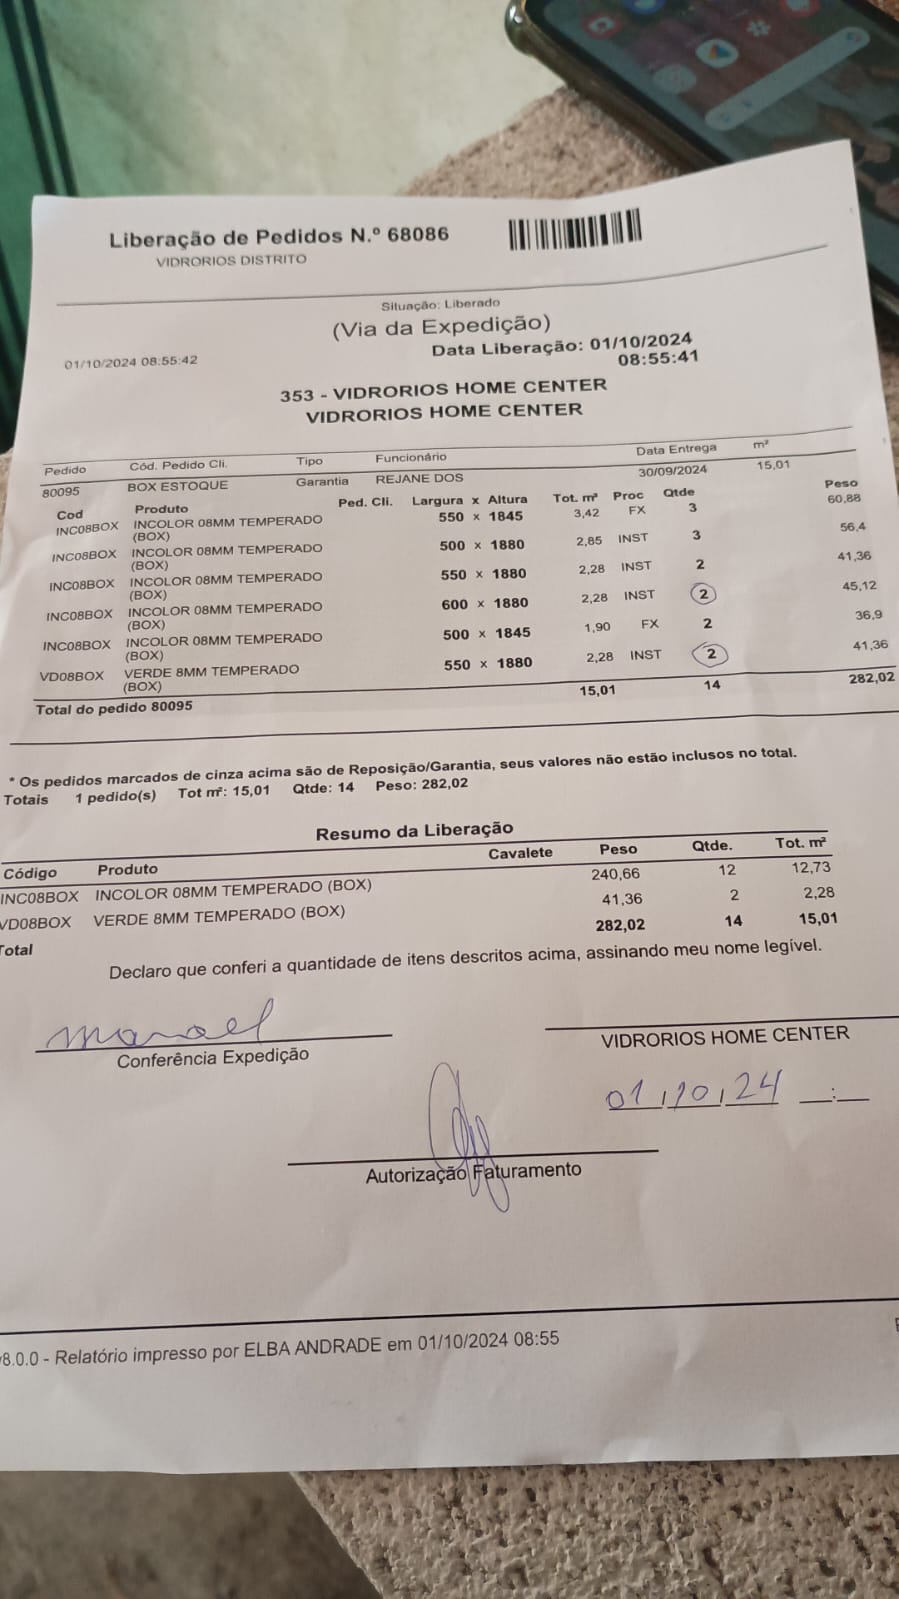 Liberação de Pedidos N.º 68086
VIDRORIOS DISTRITO
Situação: Liberado
(Via da Expedição)
01/10/2024 08:55:42
Data Liberação: 01/10/2024
08:55:41
353 - VIDRORIOS HOME CENTER
VIDRORIOS HOME CENTER
Pedido Cód. Pedido Cli. Tipo Funcionário Data Entrega m²
80095 BOX ESTOQUE Garantia REJANE DOS 30/09/2024 15,01
Cod Produto Ped. Cli. Largura x Altura Tot. m² Proc Qtde Peso
INC08BOX INCOLOR 08MM TEMPERADO 550 x 1845 3,42 FX 3 60,88
(BOX)
INC08BOX INCOLOR 08MM TEMPERADO 500 x 1880 2,85 INST 3 56,4
(BOX)
INC08BOX INCOLOR 08MM TEMPERADO 550 x 1880 2,28 INST 2 41,36
(BOX)
INC08BOX INCOLOR 08MM TEMPERADO 600 x 1880 2,28 INST 2 45,12
(BOX)
INC08BOX INCOLOR 08MM TEMPERADO 500 x 1845 1,90 FX 2 36,9
(BOX)
VD08BOX VERDE 8MM TEMPERADO 550 x 1880 2,28 INST 2 41,36
(BOX)
Total do pedido 80095 15,01 14 282,02
* Os pedidos marcados de cinza acima são de Reposição/Garantia, seus valores não estão inclusos no total.
Totais 1 pedido(s) Tot m²: 15,01 Qtde: 14 Peso: 282,02
Resumo da Liberação
Código Produto Cavalete Peso Qtde. Tot. m²
INC08BOX INCOLOR 08MM TEMPERADO (BOX) 240,66 12 12,73
VD08BOX VERDE 8MM TEMPERADO (BOX) 41,36 2 2,28
Total 282,02 14 15,01
Declaro que conferi a quantidade de itens descritos acima, assinando meu nome legível.
manoel
Conferência Expedição
VIDRORIOS HOME CENTER
01/10/24 __:__
Autorização Faturamento
v8.0.0 - Relatório impresso por ELBA ANDRADE em 01/10/2024 08:55